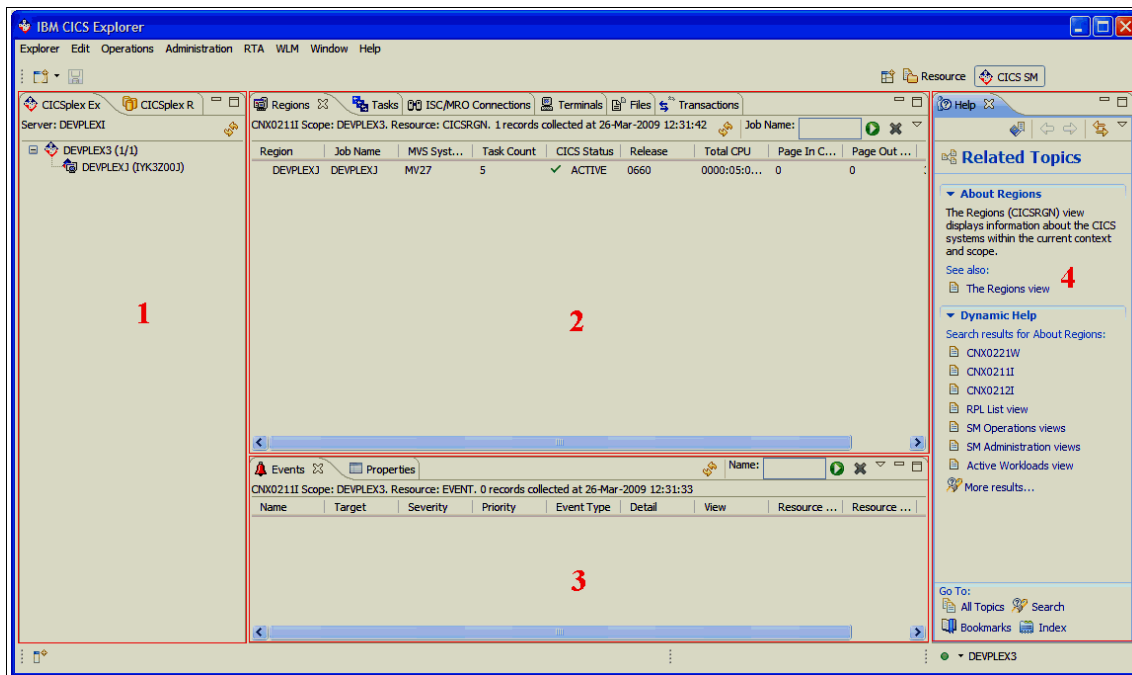 IBM CICS Explorer
Explorer Edit Operations Administration RTA WLM Window Help
Resource CICS SM
CICSplex Ex CICSplex R
Server: DEVPLEXI
DEVPLEX3 (1/1)
DEVPLEXJ (IYK3Z00J)
1
Regions Tasks ISC/MRO Connections Terminals Files Transactions
CNX0211I Scope: DEVPLEX3. Resource: CICSRGN. 1 records collected at 26-Mar-2009 12:31:42 Job Name:
Region Job Name MVS Syst... Task Count CICS Status Release Total CPU Page In C... Page Out ...
DEVPLEXJ DEVPLEXJ MV27 5 ACTIVE 0660 0000:05:0... 0 0
2
Events Properties Name:
CNX0211I Scope: DEVPLEX3. Resource: EVENT. 0 records collected at 26-Mar-2009 12:31:33
Name Target Severity Priority Event Type Detail View Resource ... Resource ...
3
Help
Related Topics
About Regions
The Regions (CICSRGN) view
displays information about the CICS
systems within the current context
and scope.
See also:
The Regions view
4
Dynamic Help
Search results for About Regions:
CNX0221W
CNX0211I
CNX0212I
RPL List view
SM Operations views
SM Administration views
Active Workloads view
More results...
Go To:
All Topics Search
Bookmarks Index
DEVPLEX3